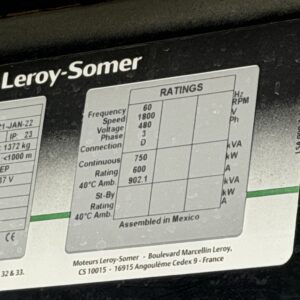 Leroy-Somer
RATINGS
Frequency 60 Hz
Speed 1800 RPM
Voltage 480 V
Phase 3 Ph
Connection D
Continuous 750 kVA
Rating 600 kW
40°C Amb. 902.1 A
St-By kVA
Rating kW
40°C Amb. A
Assembled in Mexico
1-JAN-22
IP 23
: 1372 kg
<1000 m
EP
7 V
CE
32 & 33.
Moteurs Leroy-Somer - Boulevard Marcellin Leroy,
CS 10015 - 16915 Angoulême Cedex 9 - France